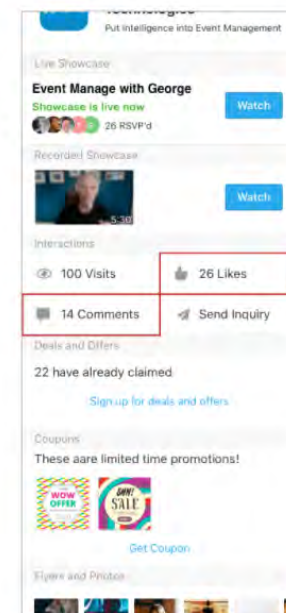 Put intelligence into Event Management
Live Showcase
Event Manage with George
Showcase is live now
Watch
26 RSVP'd
Recorded Showcase
5:30
Watch
Interactions
100 Visits
26 Likes
14 Comments
Send Inquiry
Deals and Offers
22 have already claimed
Sign up for deals and offers
Coupons
These aare limited time promotions!
WOW
OFFER
SALE
Get Coupon
Flyers and Photos